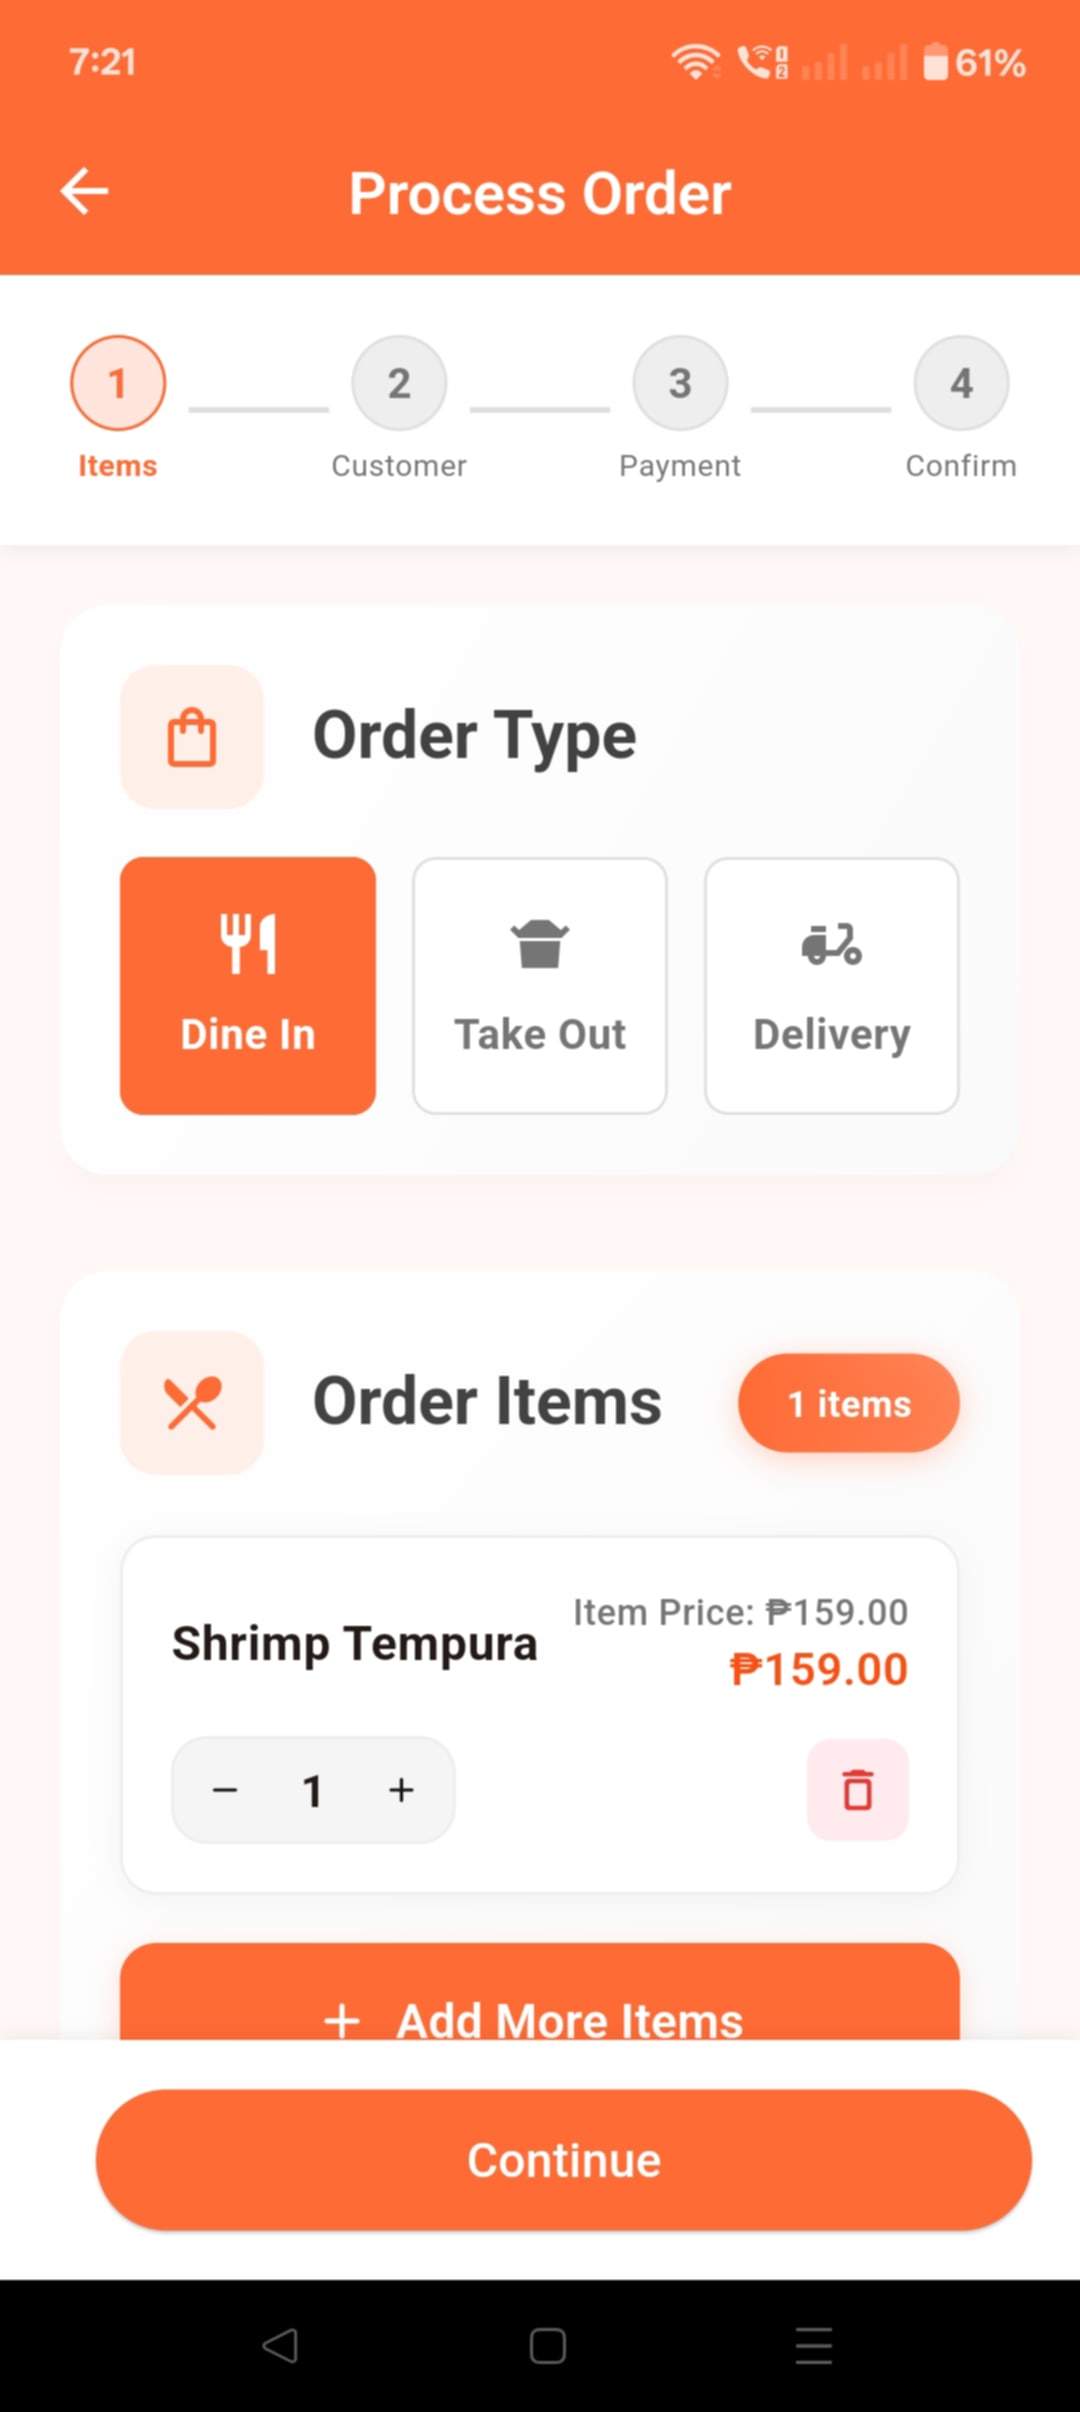 7:21
61%
Process Order
1
2
3
4
Items
Customer
Payment
Confirm
Order Type
Dine In
Take Out
Delivery
Order Items
1 items
Shrimp Tempura
Item Price: ₱159.00
₱159.00
− 1 +
+ Add More Items
Continue